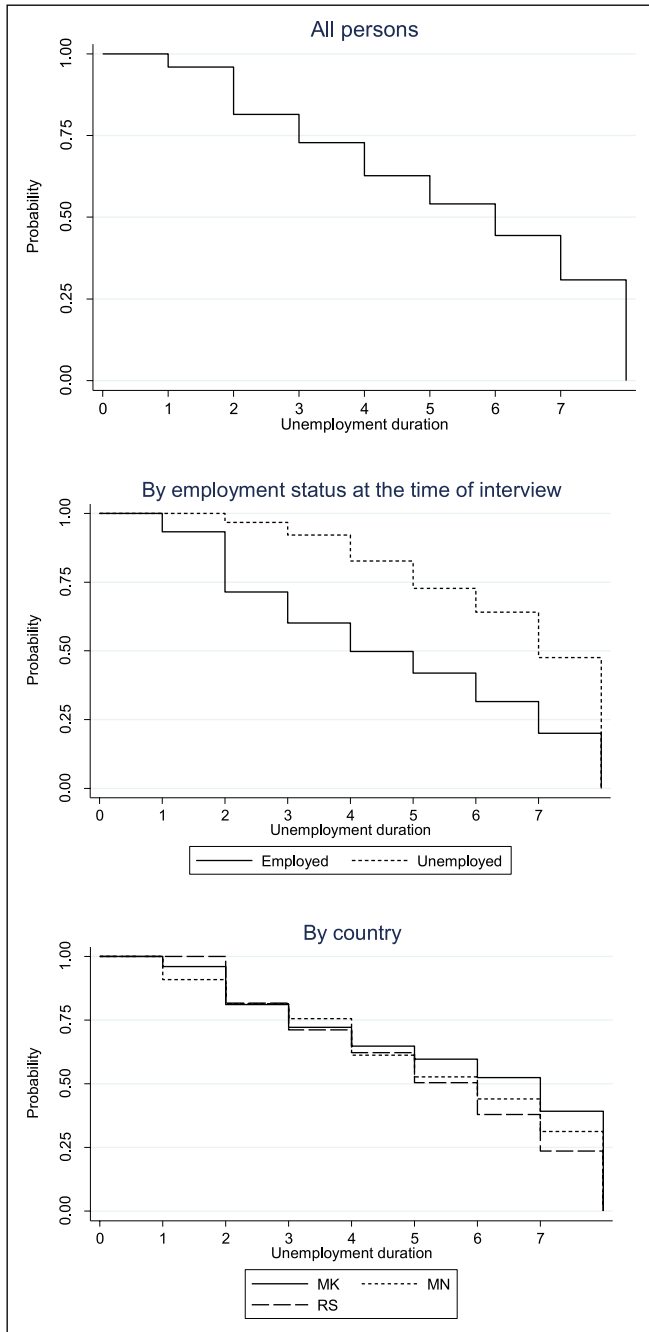 All persons
1.00
0.75
0.50
0.25
0.00
Probability
0 1 2 3 4 5 6 7
Unemployment duration
By employment status at the time of interview
1.00
0.75
0.50
0.25
0.00
Probability
0 1 2 3 4 5 6 7
Unemployment duration
Employed Unemployed
By country
1.00
0.75
0.50
0.25
0.00
Probability
0 1 2 3 4 5 6 7
Unemployment duration
MK MN
RS